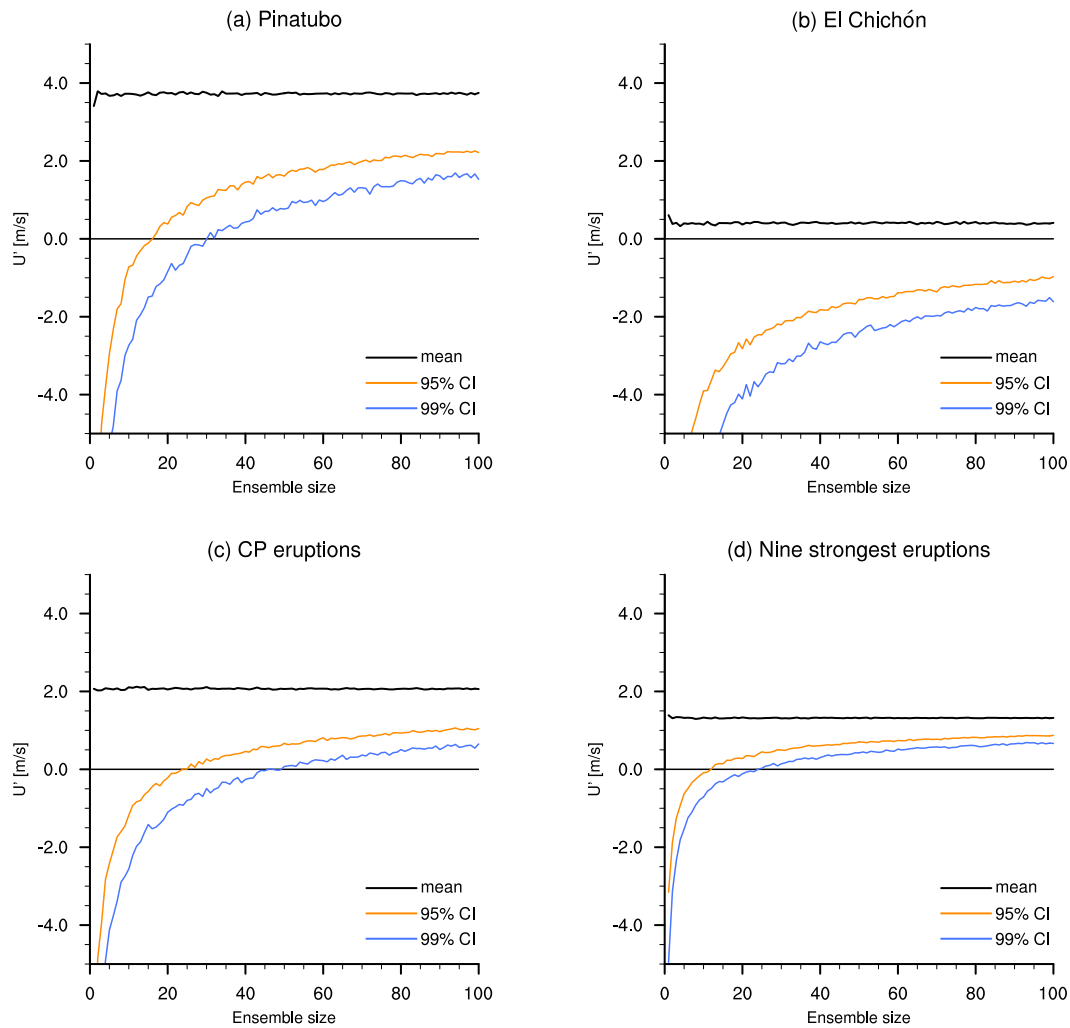 (a) Pinatubo
4.0
2.0
0.0
-2.0
-4.0
U' [m/s]
mean
95% CI
99% CI
0 20 40 60 80 100
Ensemble size
(b) El Chichón
4.0
2.0
0.0
-2.0
-4.0
U' [m/s]
mean
95% CI
99% CI
0 20 40 60 80 100
Ensemble size
(c) CP eruptions
4.0
2.0
0.0
-2.0
-4.0
U' [m/s]
mean
95% CI
99% CI
0 20 40 60 80 100
Ensemble size
(d) Nine strongest eruptions
4.0
2.0
0.0
-2.0
-4.0
U' [m/s]
mean
95% CI
99% CI
0 20 40 60 80 100
Ensemble size